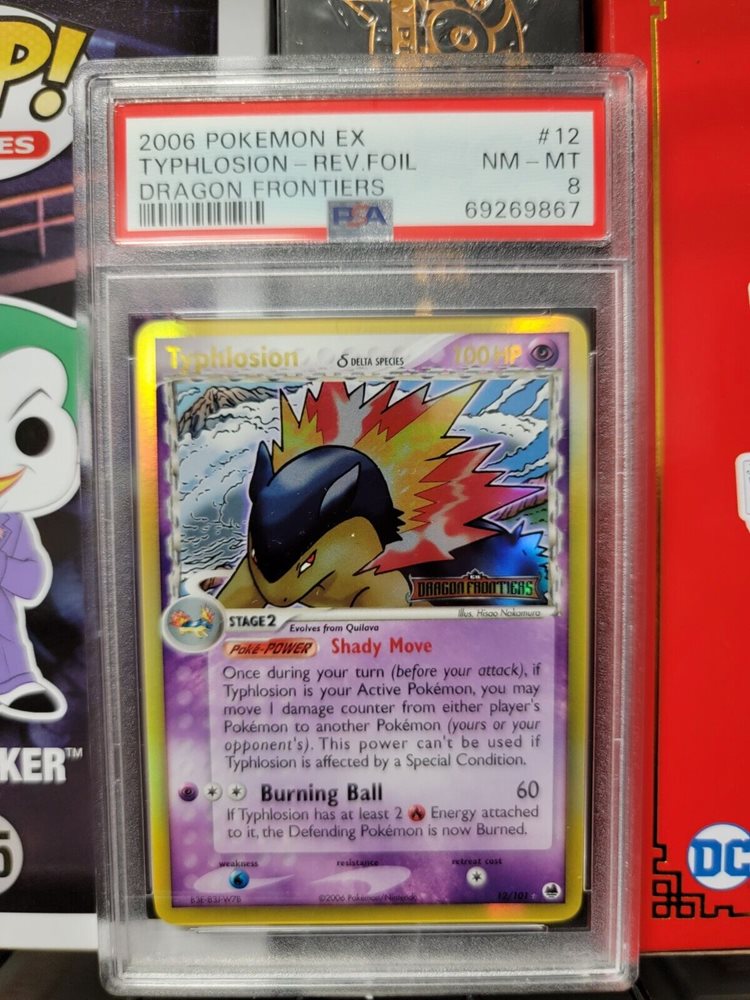 P!
ES
2006 POKEMON EX #12
TYPHLOSION - REV.FOIL NM - MT
DRAGON FRONTIERS 8
PSA 69269867
Typhlosion δ DELTA SPECIES 100 HP
EX
DRAGON FRONTIERS
Illus. Hisao Nakamura
STAGE 2 Evolves from Quilava
Poké-POWER Shady Move
Once during your turn (before your attack), if
Typhlosion is your Active Pokémon, you may
move 1 damage counter from either player's
Pokémon to another Pokémon (yours or your
opponent's). This power can't be used if
Typhlosion is affected by a Special Condition.
Burning Ball 60
If Typhlosion has at least 2 Energy attached
to it, the Defending Pokémon is now Burned.
weakness resistance retreat cost
©2006 Pokémon/Nintendo 12/101
KER™
5
DC